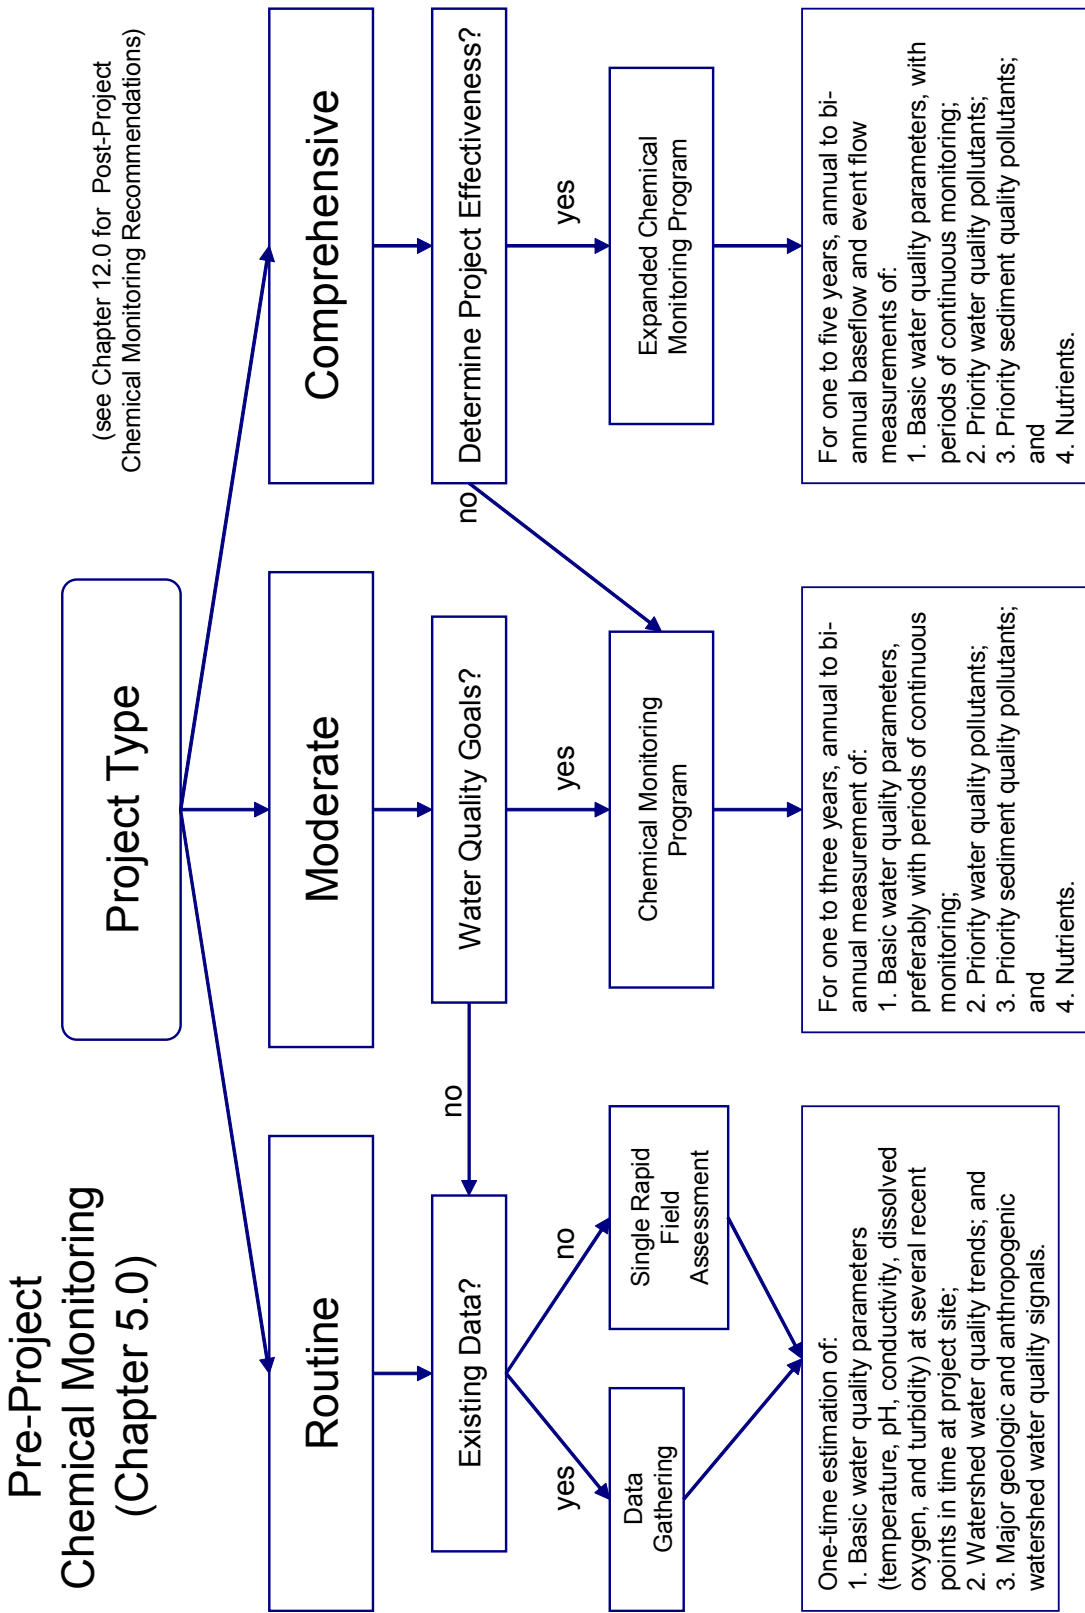 Pre-Project
Chemical Monitoring
(Chapter 5.0)
(see Chapter 12.0 for Post-Project
Chemical Monitoring Recommendations)
Project Type
Routine
Moderate
Comprehensive
Existing Data?
no
Water Quality Goals?
no
Determine Project Effectiveness?
yes
no
yes
yes
Data
Gathering
Single Rapid
Field
Assessment
Chemical Monitoring
Program
Expanded Chemical
Monitoring Program
One-time estimation of:
1. Basic water quality parameters
(temperature, pH, conductivity, dissolved
oxygen, and turbidity) at several recent
points in time at project site;
2. Watershed water quality trends; and
3. Major geologic and anthropogenic
watershed water quality signals.
For one to three years, annual to bi-
annual measurement of:
1. Basic water quality parameters,
preferably with periods of continuous
monitoring;
2. Priority water quality pollutants;
3. Priority sediment quality pollutants;
and
4. Nutrients.
For one to five years, annual to bi-
annual baseflow and event flow
measurements of:
1. Basic water quality parameters, with
periods of continuous monitoring;
2. Priority water quality pollutants;
3. Priority sediment quality pollutants;
and
4. Nutrients.